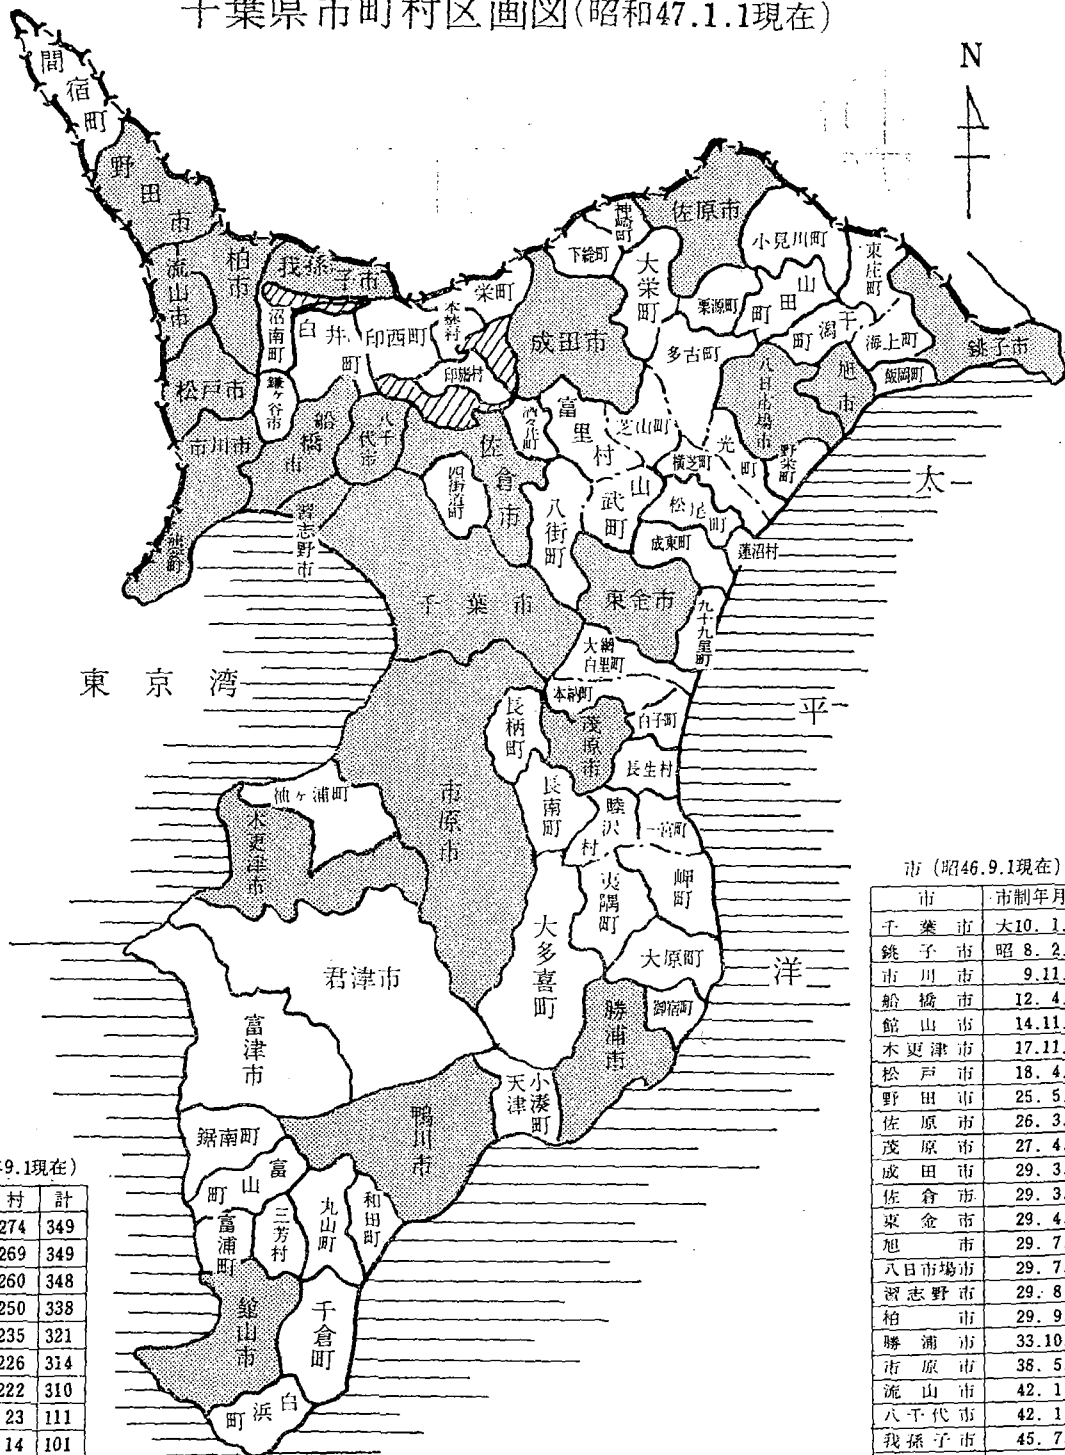 千葉県市町村区画図(昭和47.1.1現在)
N
関宿町
野田市
流山市
柏市
我孫子市
沼南町
白井町
印西町
本埜村
栄町
印旛村
松戸市
鎌ヶ谷市
市川市
船橋市
八千代市
習志野市
浦安町
下総町
神崎町
佐原市
大栄町
成田市
小見川町
東庄町
栗源町
山田町
干潟町
海上町
銚子市
多古町
八日市場市
旭市
飯岡町
野栄町
光町
芝山町
横芝町
富里村
酒々井町
佐倉市
四街道町
八街町
山武町
松尾町
成東町
蓮沼村
千葉市
東金市
九十九里町
大網
白里町
本納町
白子町
茂原市
長柄町
長生村
長南町
睦沢村
一宮町
市原市
袖ヶ浦町
木更津市
夷隅町
岬町
大多喜町
大原町
君津市
富津市
勝浦市
御宿町
天津
小湊町
鴨川市
鋸南町
富山町
富浦町
三芳村
丸山町
和田町
館山市
千倉町
白浜町
東京湾
太
平
洋
市(昭46.9.1現在)
市 市制年月
千葉市 大10.1.
銚子市 昭8.2.
市川市 9.11.
船橋市 12.4.
館山市 14.11.
木更津市 17.11.
松戸市 18.4.
野田市 25.5.
佐原市 26.3.
茂原市 27.4.
成田市 29.3.
佐倉市 29.3.
東金市 29.4.
旭市 29.7.
八日市場市 29.7.
習志野市 29.8.
柏市 29.9.
勝浦市 33.10.
市原市 38.5.
流山市 42.1.
八千代市 42.1.
我孫子市 45.7.
9.1現在)
村 計
274 349
269 349
260 348
250 338
235 321
226 314
222 310
23 111
14 101